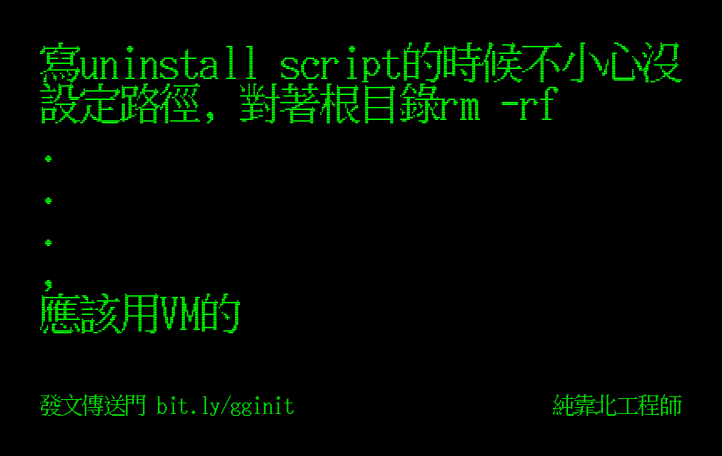 寫uninstall script的時候不小心沒
設定路徑, 對著根目錄rm -rf
.
.
.
,
應該用VM的
發文傳送門 bit.ly/gginit
純靠北工程師